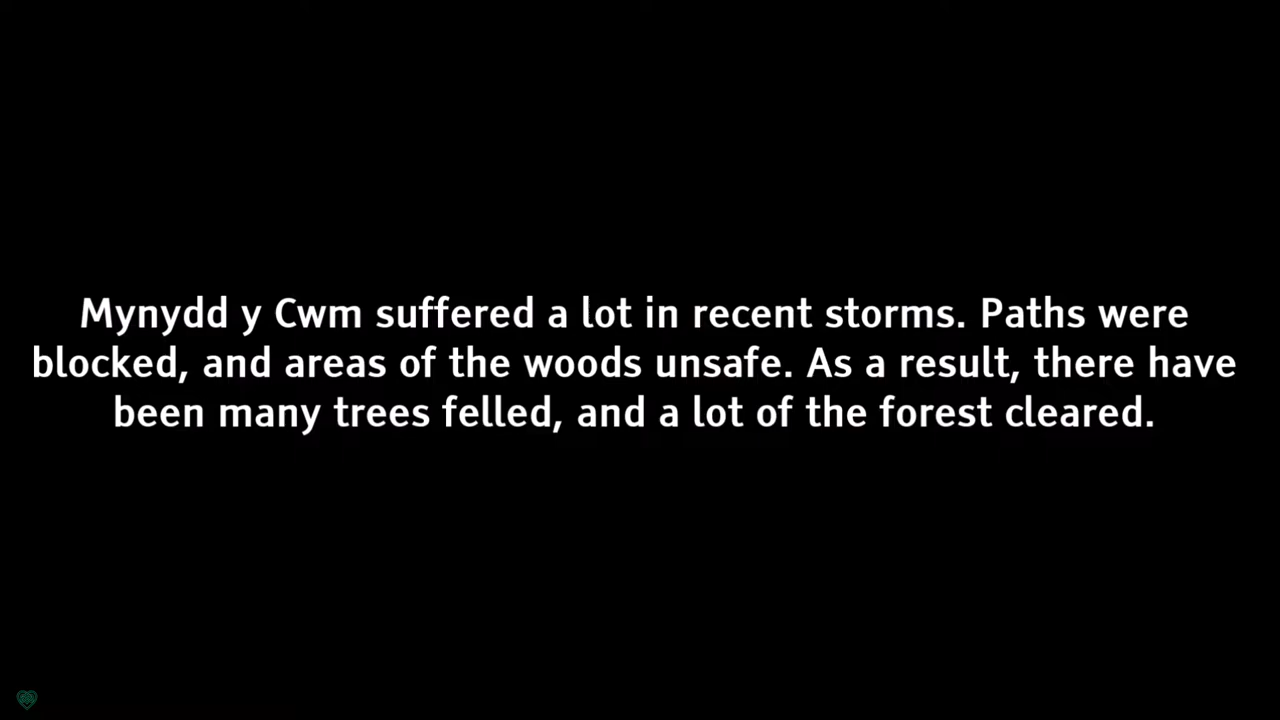 Mynydd y Cwm suffered a lot in recent storms. Paths were
blocked, and areas of the woods unsafe. As a result, there have
been many trees felled, and a lot of the forest cleared.